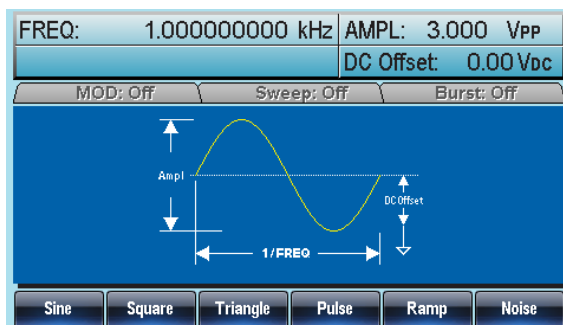 FREQ: 1.000000000 kHz AMPL: 3.000 VPP
DC Offset: 0.00 VDC
MOD: Off Sweep: Off Burst: Off
Ampl
DC Offset
1/FREQ
Sine Square Triangle Pulse Ramp Noise